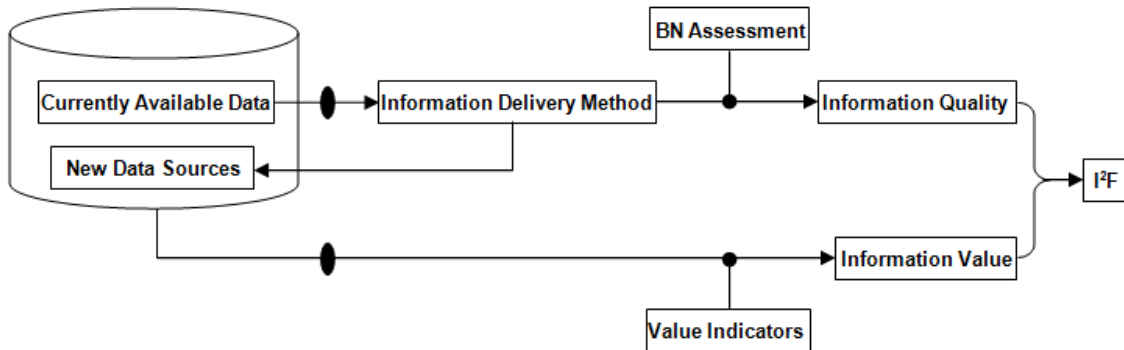 BN Assessment
Currently Available Data
Information Delivery Method
Information Quality
New Data Sources
I²F
Information Value
Value Indicators